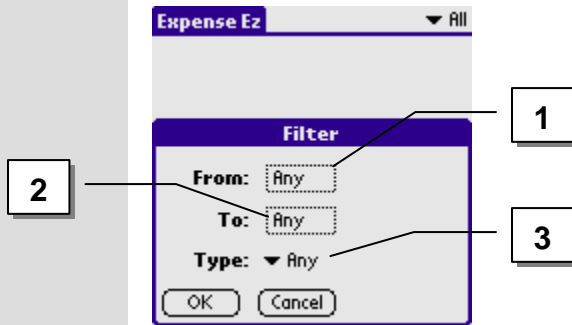 Expense Ez All
Filter
1
From: Any
2
To: Any
3
Type: Any
OK Cancel